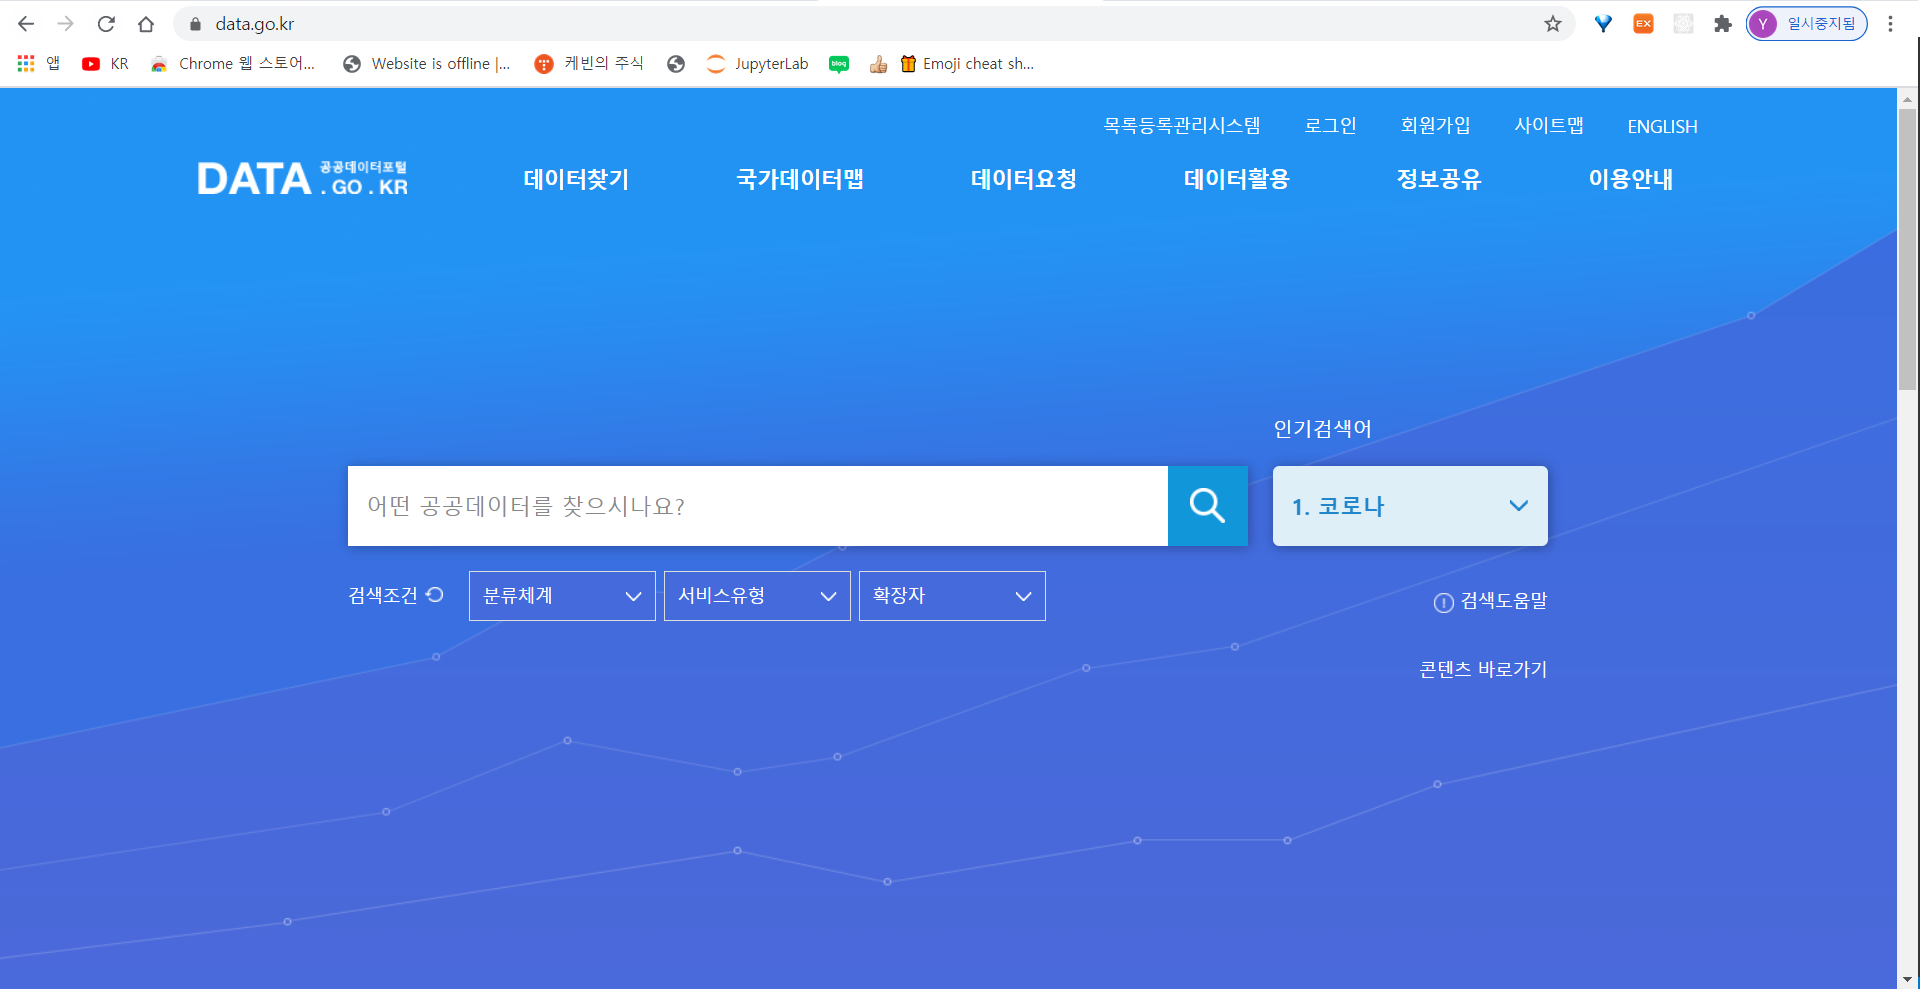 data.go.kr
EX
Y 일시중지됨
앱 KR Chrome 웹 스토어... Website is offline |... 케빈의 주식 JupyterLab blog Emoji cheat sh...
목록등록관리시스템 로그인 회원가입 사이트맵 ENGLISH
DATA 공공데이터포털
. GO . KR
데이터찾기 국가데이터맵 데이터요청 데이터활용 정보공유 이용안내
인기검색어
어떤 공공데이터를 찾으시나요?
1. 코로나
검색조건 분류체계 서비스유형 확장자
검색도움말
콘텐츠 바로가기